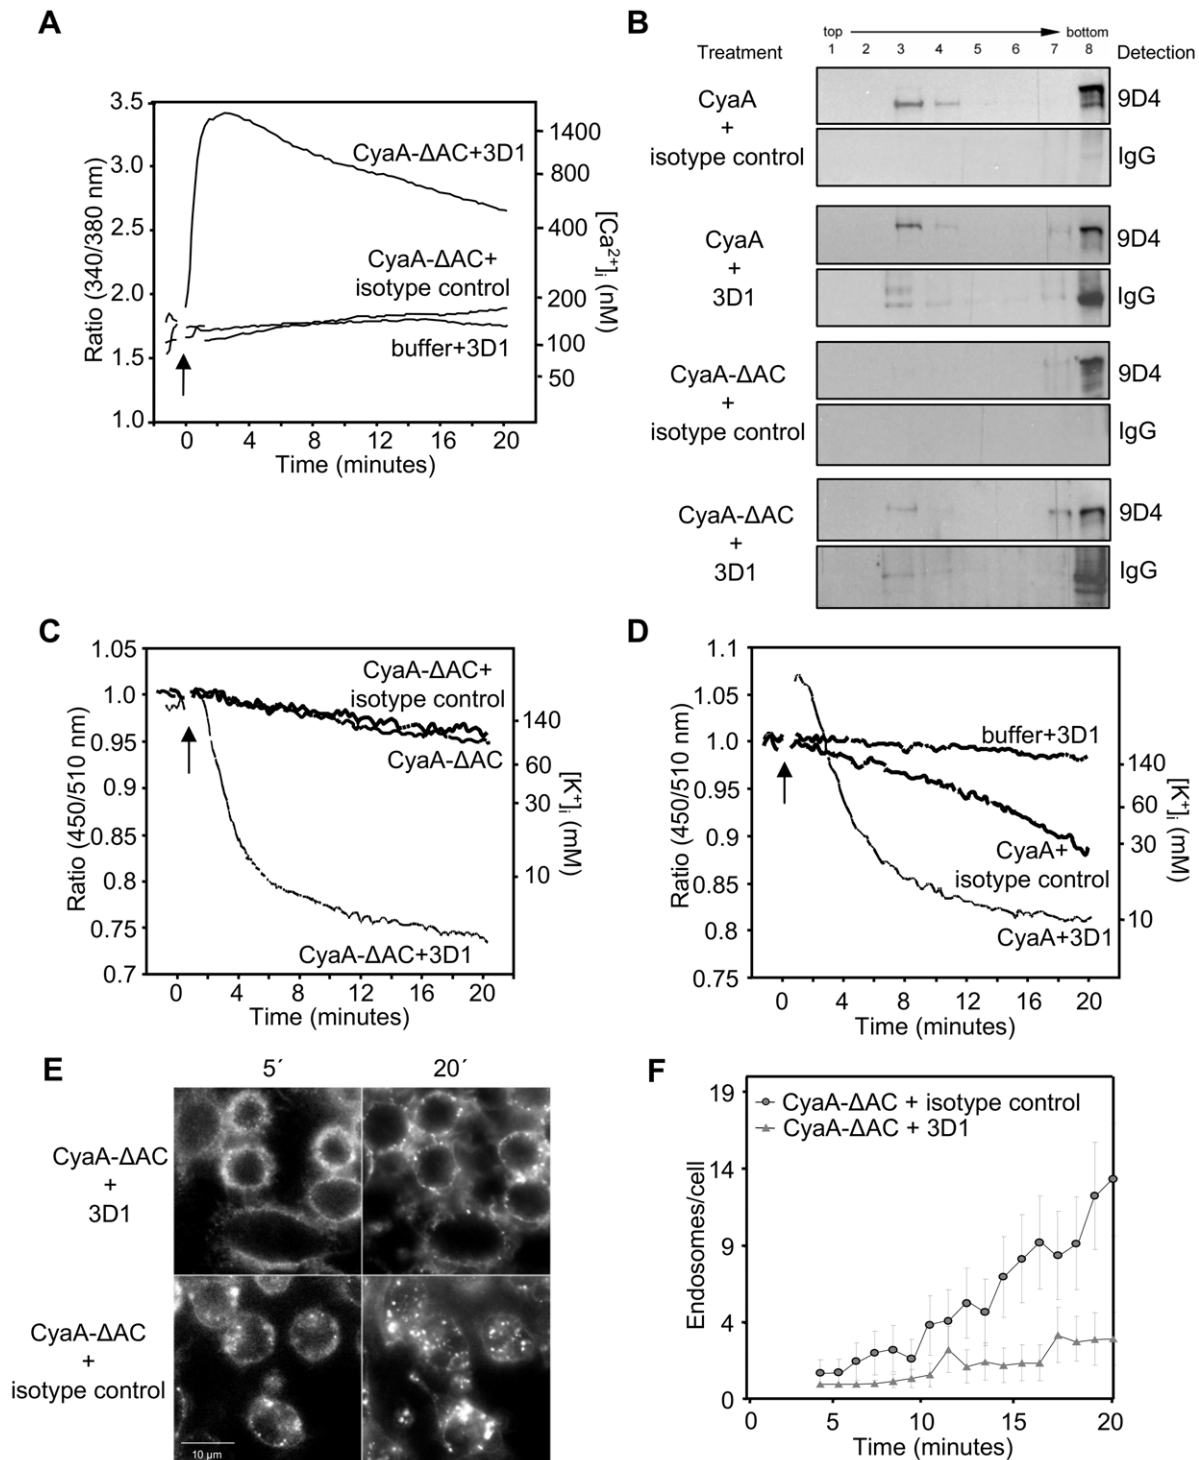 A
3.5
3.0
2.5
2.0
1.5
1.0
Ratio (340/380 nm)
CyaA-ΔAC+3D1
CyaA-ΔAC+
isotype control
buffer+3D1
1400
800
400
200
100
50
[Ca²⁺]ᵢ (nM)
0 4 8 12 16 20
Time (minutes)
B
top bottom
Treatment 1 2 3 4 5 6 7 8 Detection
CyaA
+
isotype control
9D4
IgG
CyaA
+
3D1
9D4
IgG
CyaA-ΔAC
+
isotype control
9D4
IgG
CyaA-ΔAC
+
3D1
9D4
IgG
C
1.05
1.0
0.95
0.9
0.85
0.8
0.75
0.7
Ratio (450/510 nm)
CyaA-ΔAC+
isotype control
CyaA-ΔAC
CyaA-ΔAC+3D1
140
60
30
10
[K⁺]ᵢ (mM)
0 4 8 12 16 20
Time (minutes)
D
1.1
1.05
1.0
0.95
0.9
0.85
0.8
0.75
Ratio (450/510 nm)
buffer+3D1
CyaA+
isotype control
CyaA+3D1
140
60
30
10
[K⁺]ᵢ (mM)
0 4 8 12 16 20
Time (minutes)
E
5´ 20´
CyaA-ΔAC
+
3D1
CyaA-ΔAC
+
isotype control
10 µm
F
19
14
9
4
0
Endosomes/cell
CyaA-ΔAC + isotype control
CyaA-ΔAC + 3D1
0 5 10 15 20
Time (minutes)